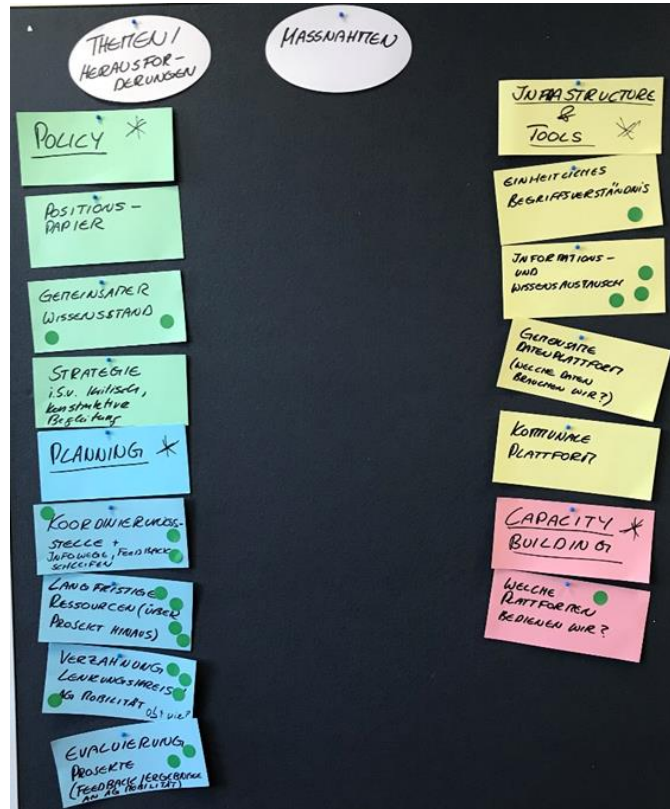 THEMEN /
HERAUSFOR-
DERUNGEN
MASSNAHMEN
POLICY
POSITIONS-
PAPIER
GEMEINSAMER
WISSENSSTAND
STRATEGIE
i.S.v. kritisch,
konstruktive
Begleitung
PLANNING
KOORDINIERUNGS-
STELLE +
INFOWEGE, FEEDBACK
SCHLEIFEN
LANGFRISTIGE
RESSOURCEN (ÜBER
PROJEKT HINAUS)
VERZAHNUNG
LENKUNGSKREIS/
AG MOBILITÄT
ob + wie?
EVALUIERUNG
PROJEKTE
(FEEDBACK/ERGEBNISSE
AN AG MOBILITÄT)
INFRASTRUCTURE
&
TOOLS
EINHEITLICHES
BEGRIFFSVERSTÄNDNIS
INFORMATIONS-
UND
WISSENSAUSTAUSCH
GEMEINSAME
DATENPLATTFORM
(WELCHE DATEN
BRAUCHEN WIR?)
KOMMUNALE
PLATTFORM
CAPACITY
BUILDING
WELCHE
PLATTFORMEN
BEDIENEN WIR?